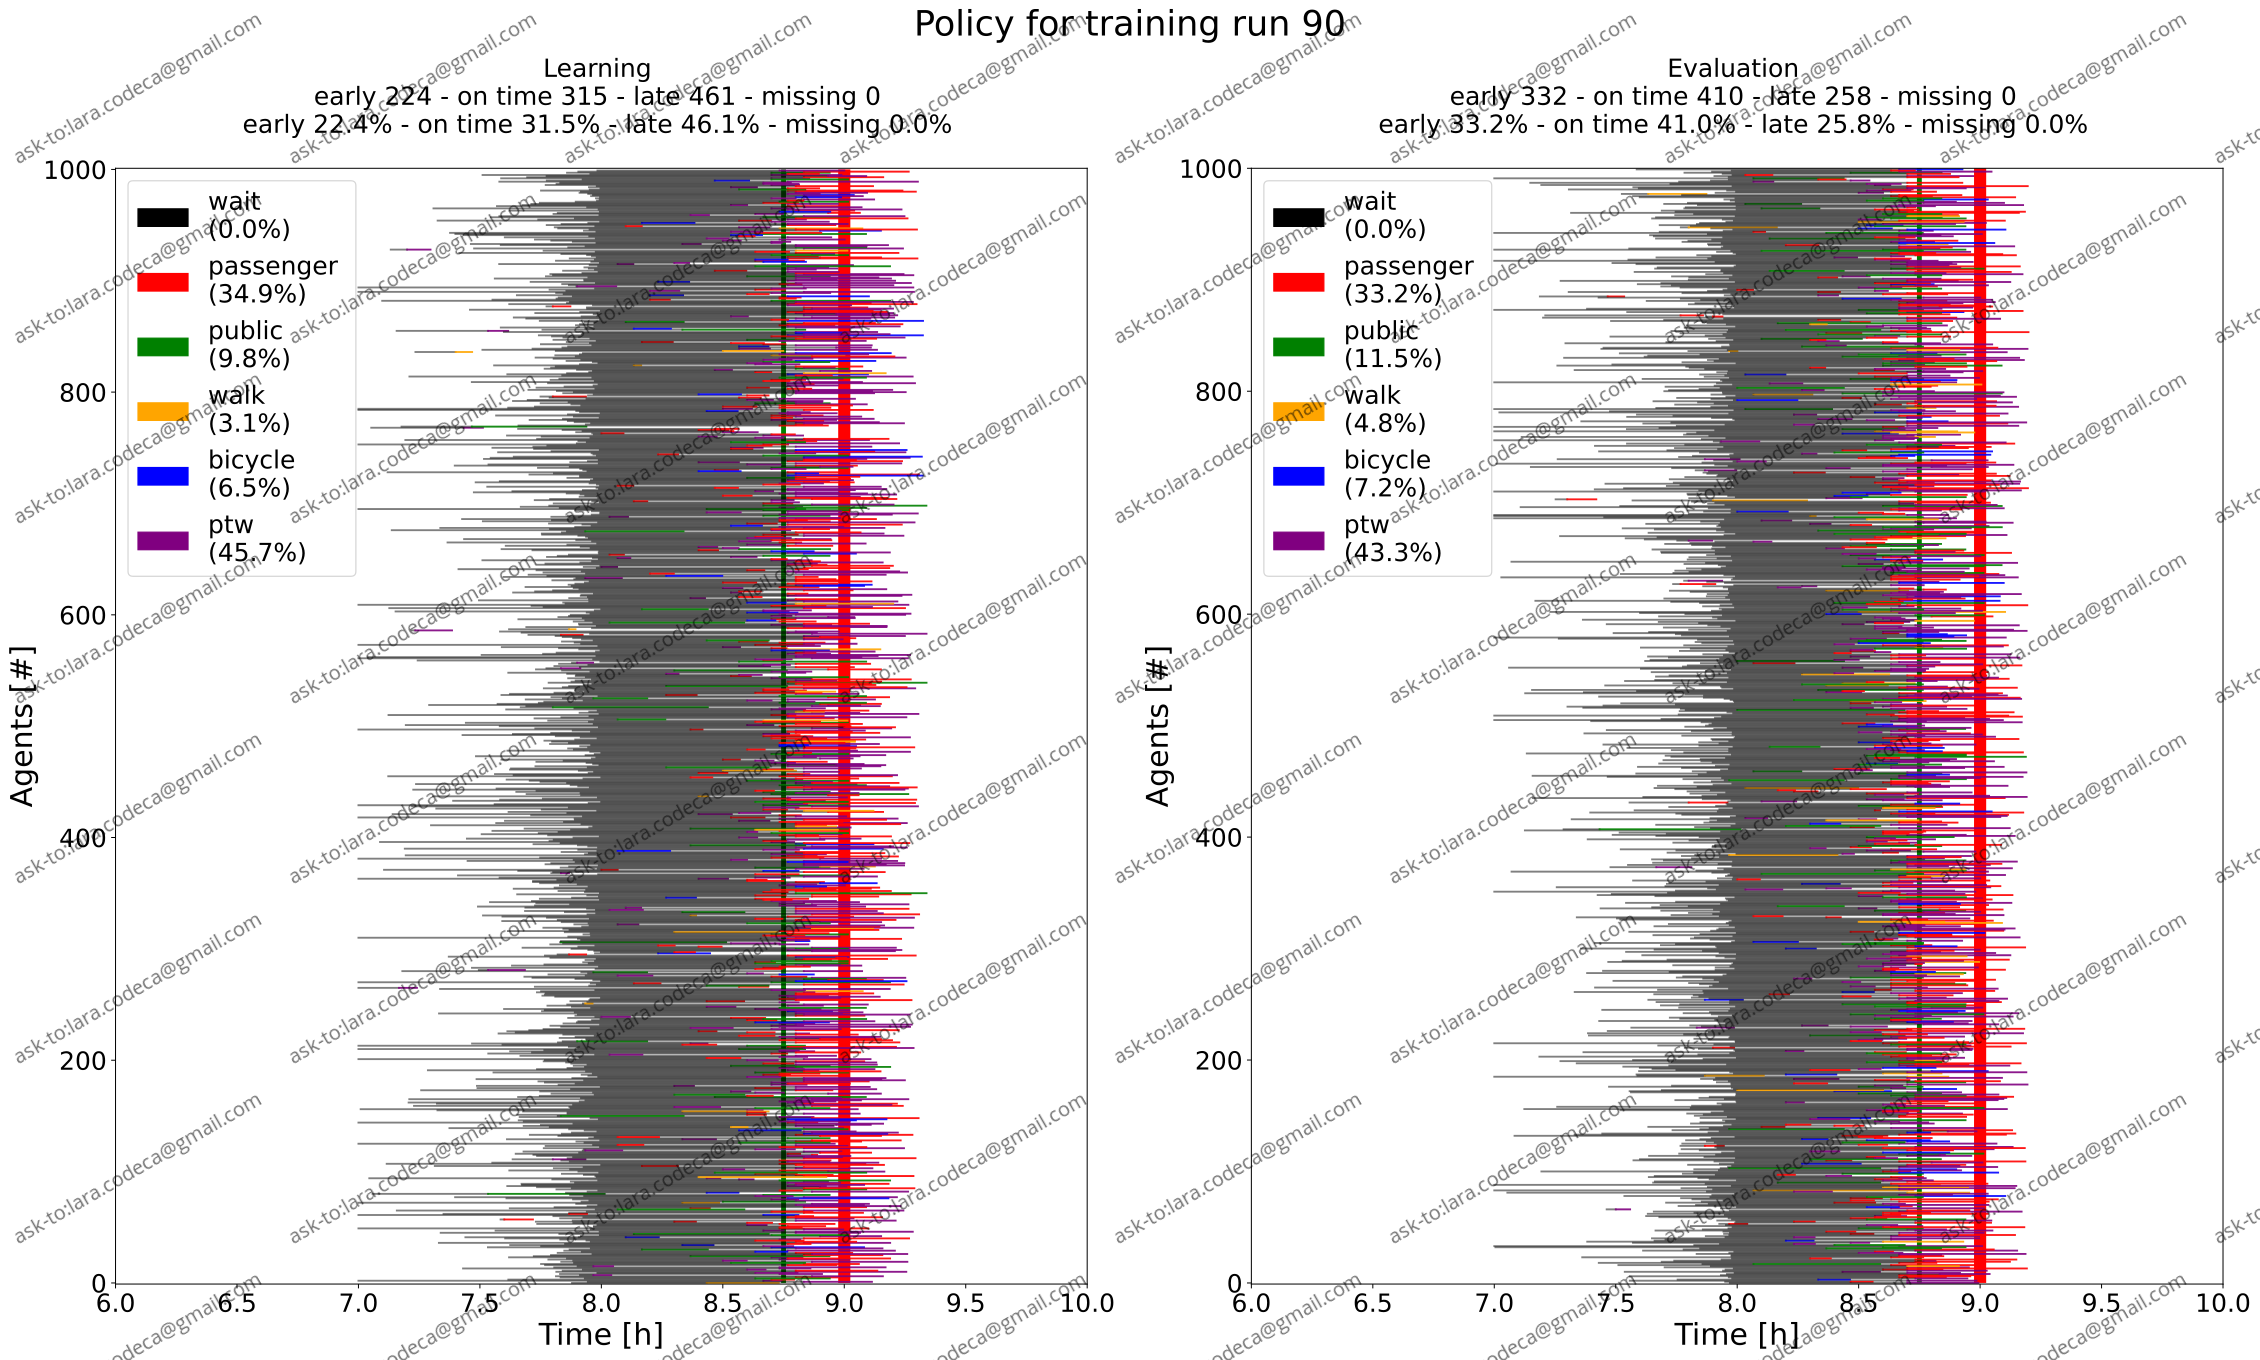 Policy for training run 90
Learning
early 224 - on time 315 - late 461 - missing 0
early 22.4% - on time 31.5% - late 46.1% - missing 0.0%
1000
800
600
400
200
0
Agents [#]
wait
(0.0%)
passenger
(34.9%)
public
(9.8%)
walk
(3.1%)
bicycle
(6.5%)
ptw
(45.7%)
6.0 6.5 7.0 7.5 8.0 8.5 9.0 9.5 10.0
Time [h]
Evaluation
early 332 - on time 410 - late 258 - missing 0
early 33.2% - on time 41.0% - late 25.8% - missing 0.0%
1000
800
600
400
200
0
Agents [#]
wait
(0.0%)
passenger
(33.2%)
public
(11.5%)
walk
(4.8%)
bicycle
(7.2%)
ptw
(43.3%)
6.0 6.5 7.0 7.5 8.0 8.5 9.0 9.5 10.0
Time [h]
ask-to:lara.codeca@gmail.com